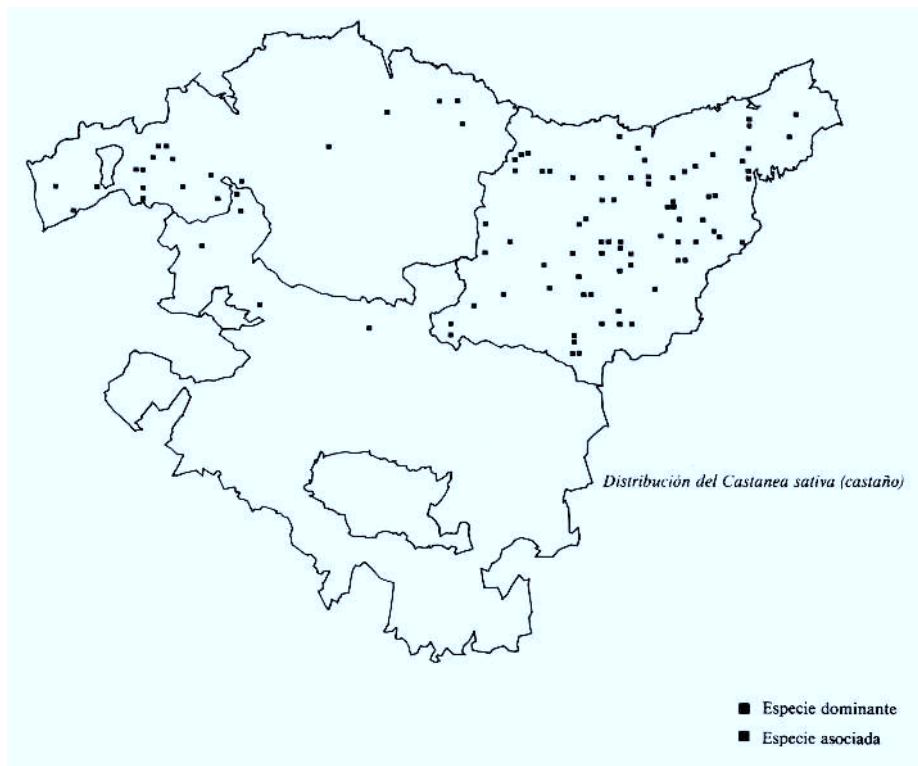 Distribución del Castanea sativa (castaño)
Especie dominante
Especie asociada